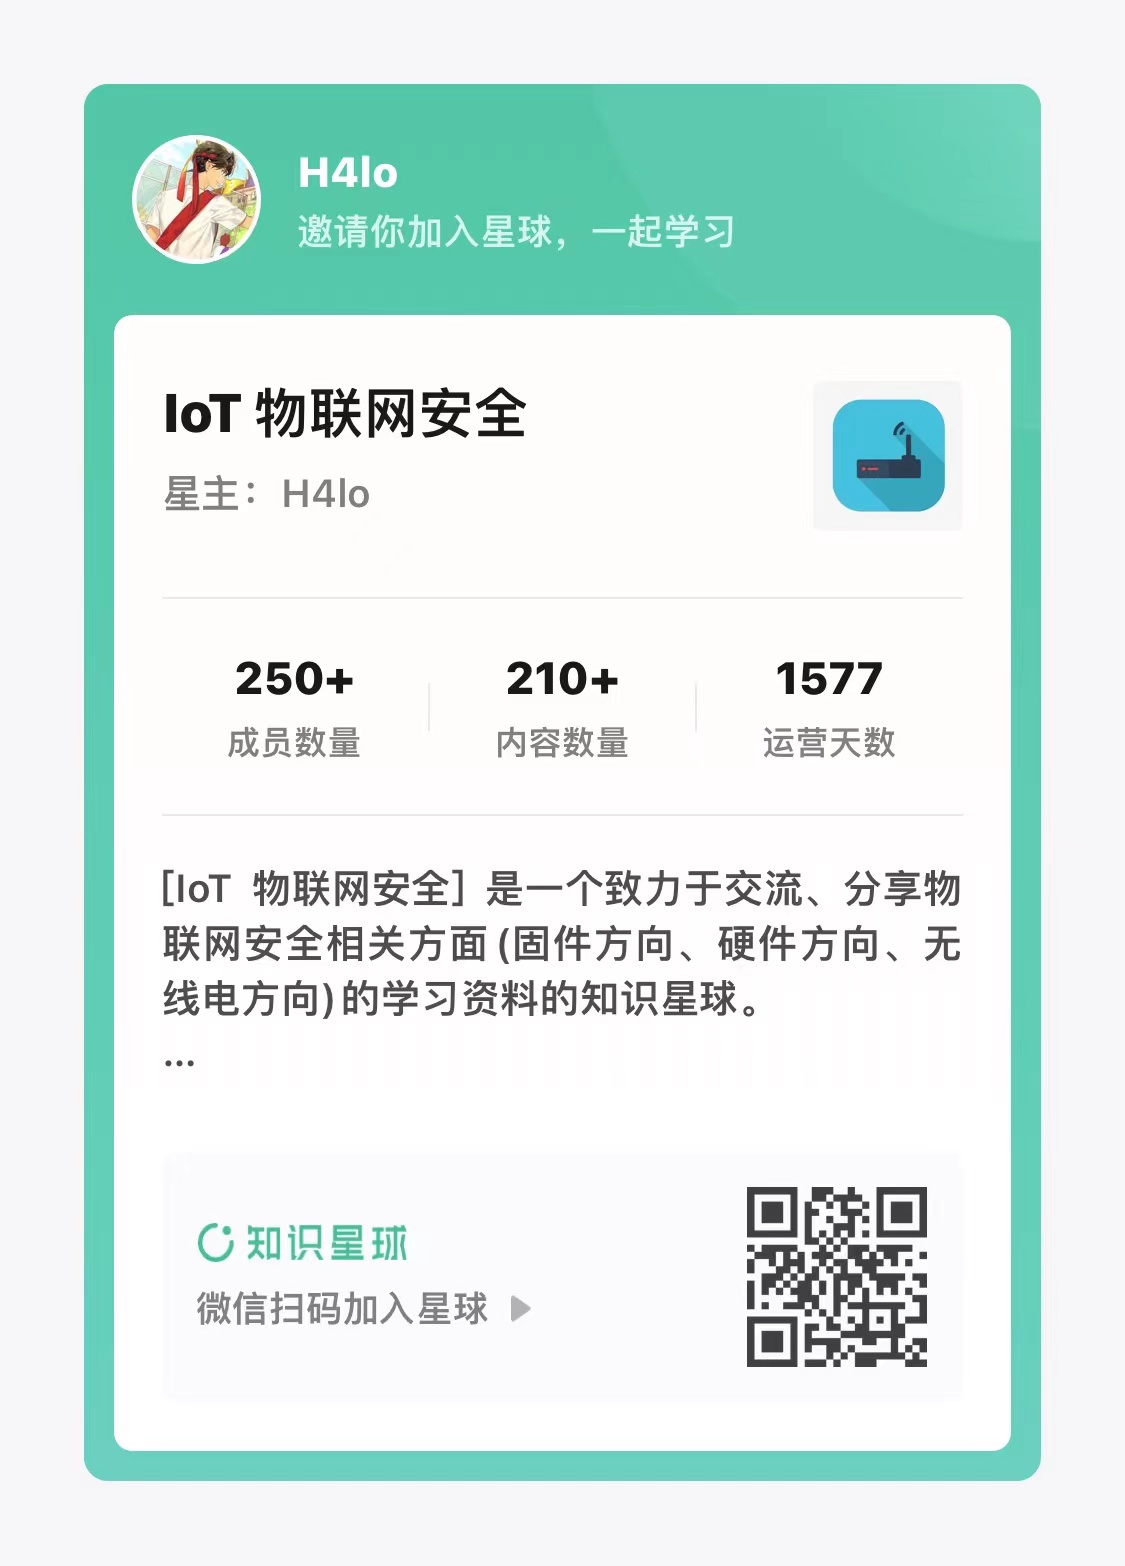 H4lo
邀请你加入星球，一起学习
IoT 物联网安全
星主：H4lo
250+
成员数量
210+
内容数量
1577
运营天数
[IoT 物联网安全] 是一个致力于交流、分享物
联网安全相关方面(固件方向、硬件方向、无
线电方向)的学习资料的知识星球。
...
知识星球
微信扫码加入星球